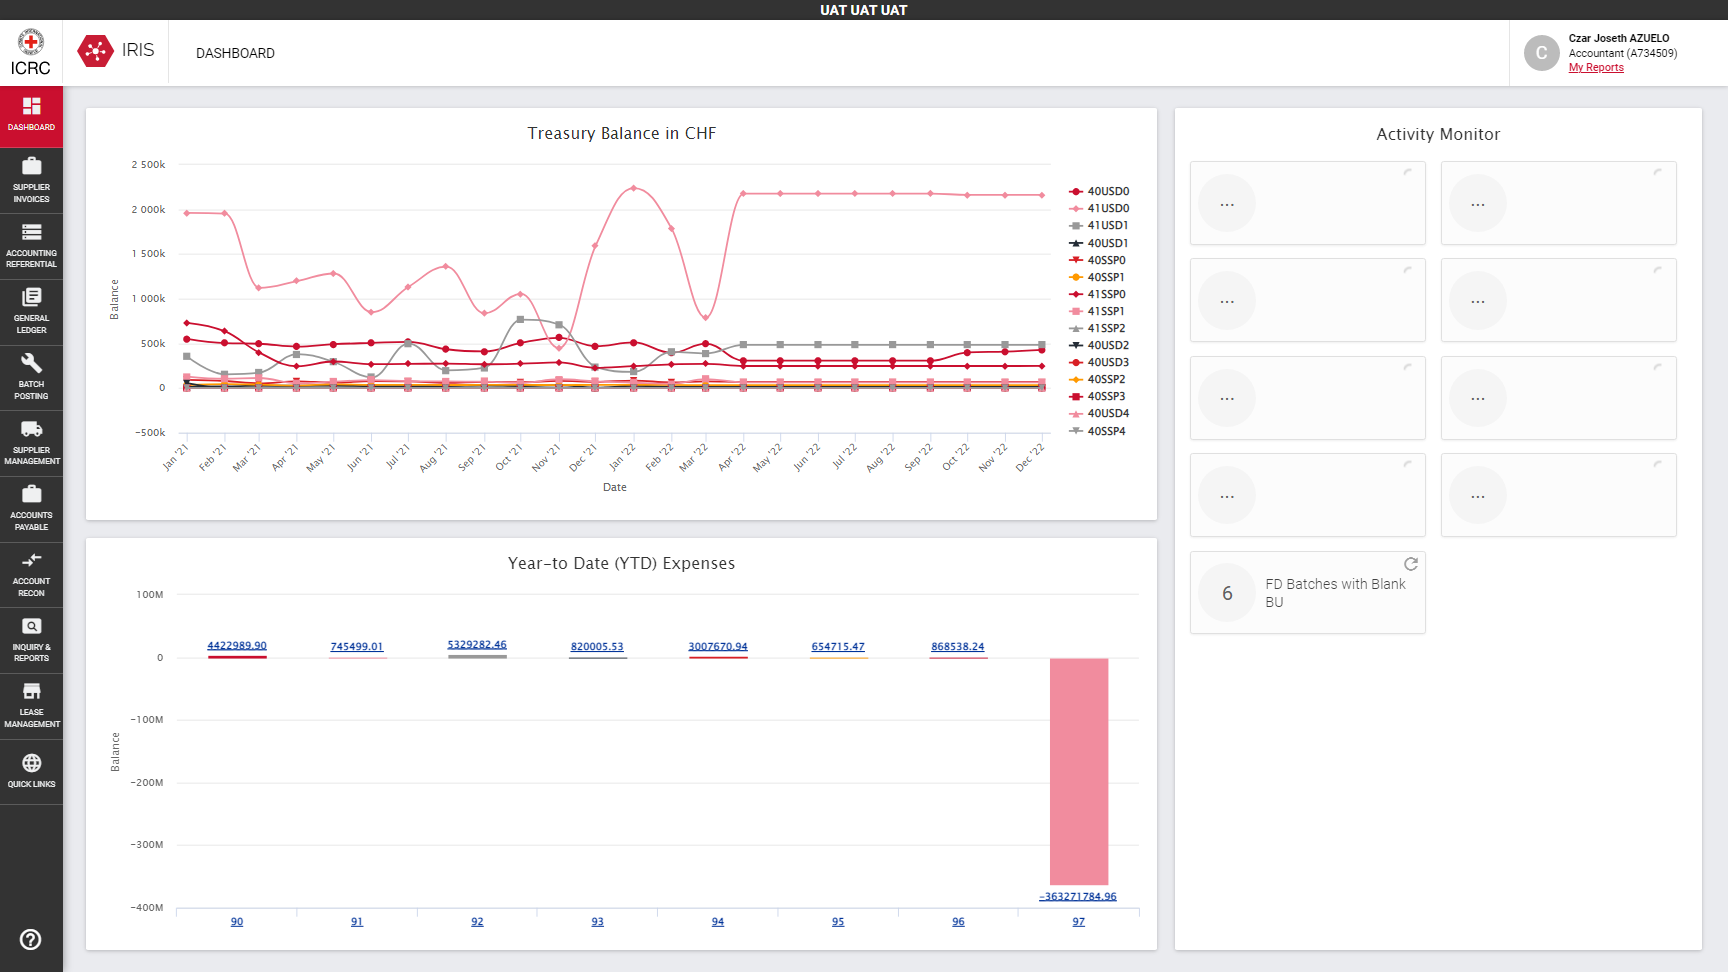 UAT UAT UAT
ICRC
IRIS
DASHBOARD
C
Czar Joseth AZUELO
Accountant (A734509)
My Reports
DASHBOARD
SUPPLIER
INVOICES
ACCOUNTING
REFERENTIAL
GENERAL
LEDGER
BATCH
POSTING
SUPPLIER
MANAGEMENT
ACCOUNTS
PAYABLE
ACCOUNT
RECON
INQUIRY &
REPORTS
LEASE
MANAGEMENT
QUICK LINKS
Treasury Balance in CHF
Balance
2 500k
2 000k
1 500k
1 000k
500k
0
−500k
Jan '21
Feb '21
Mar '21
Apr '21
May '21
Jun '21
Jul '21
Aug '21
Sep '21
Oct '21
Nov '21
Dec '21
Jan '22
Feb '22
Mar '22
Apr '22
May '22
Jun '22
Jul '22
Aug '22
Sep '22
Oct '22
Nov '22
Dec '22
Date
40USD0
41USD0
41USD1
40USD1
40SSP0
40SSP1
41SSP0
41SSP1
41SSP2
40USD2
40USD3
40SSP2
40SSP3
40USD4
40SSP4
Year-to Date (YTD) Expenses
Balance
100M
0
−100M
−200M
−300M
−400M
4422989.90
745499.01
5329282.46
820005.53
3007670.94
654715.47
868538.24
−363271784.96
90
91
92
93
94
95
96
97
Activity Monitor
...
...
...
...
...
...
...
...
6
FD Batches with Blank
BU